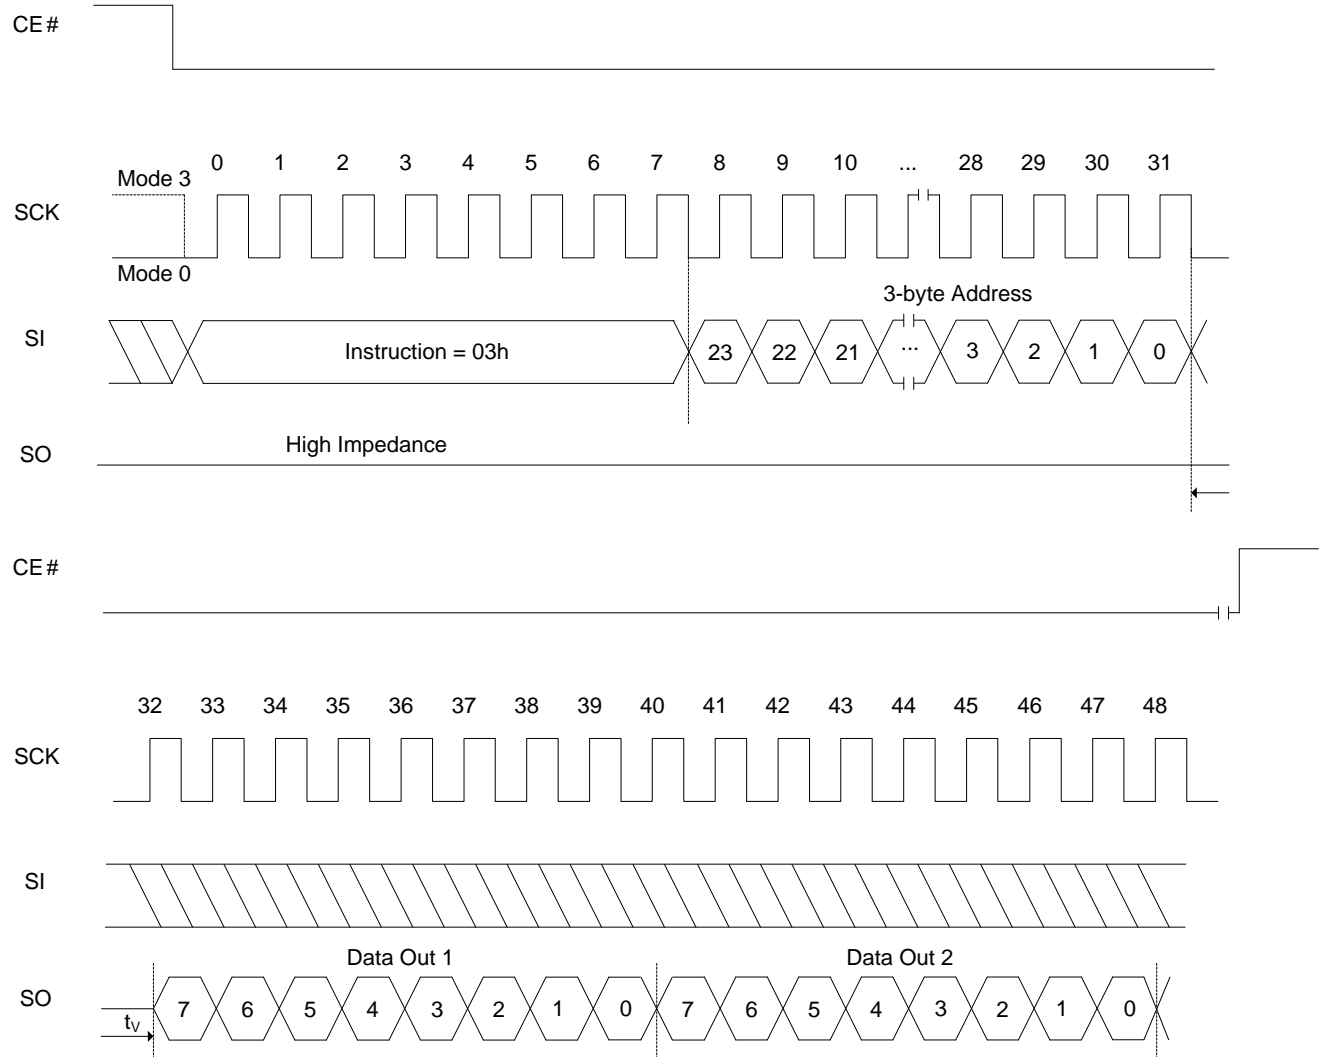 CE#
0 1 2 3 4 5 6 7 8 9 10 ... 28 29 30 31
Mode 3
SCK
Mode 0
3-byte Address
SI
Instruction = 03h
23 22 21 ... 3 2 1 0
High Impedance
SO
CE#
32 33 34 35 36 37 38 39 40 41 42 43 44 45 46 47 48
SCK
SI
Data Out 1 Data Out 2
SO
7 6 5 4 3 2 1 0 7 6 5 4 3 2 1 0
tV